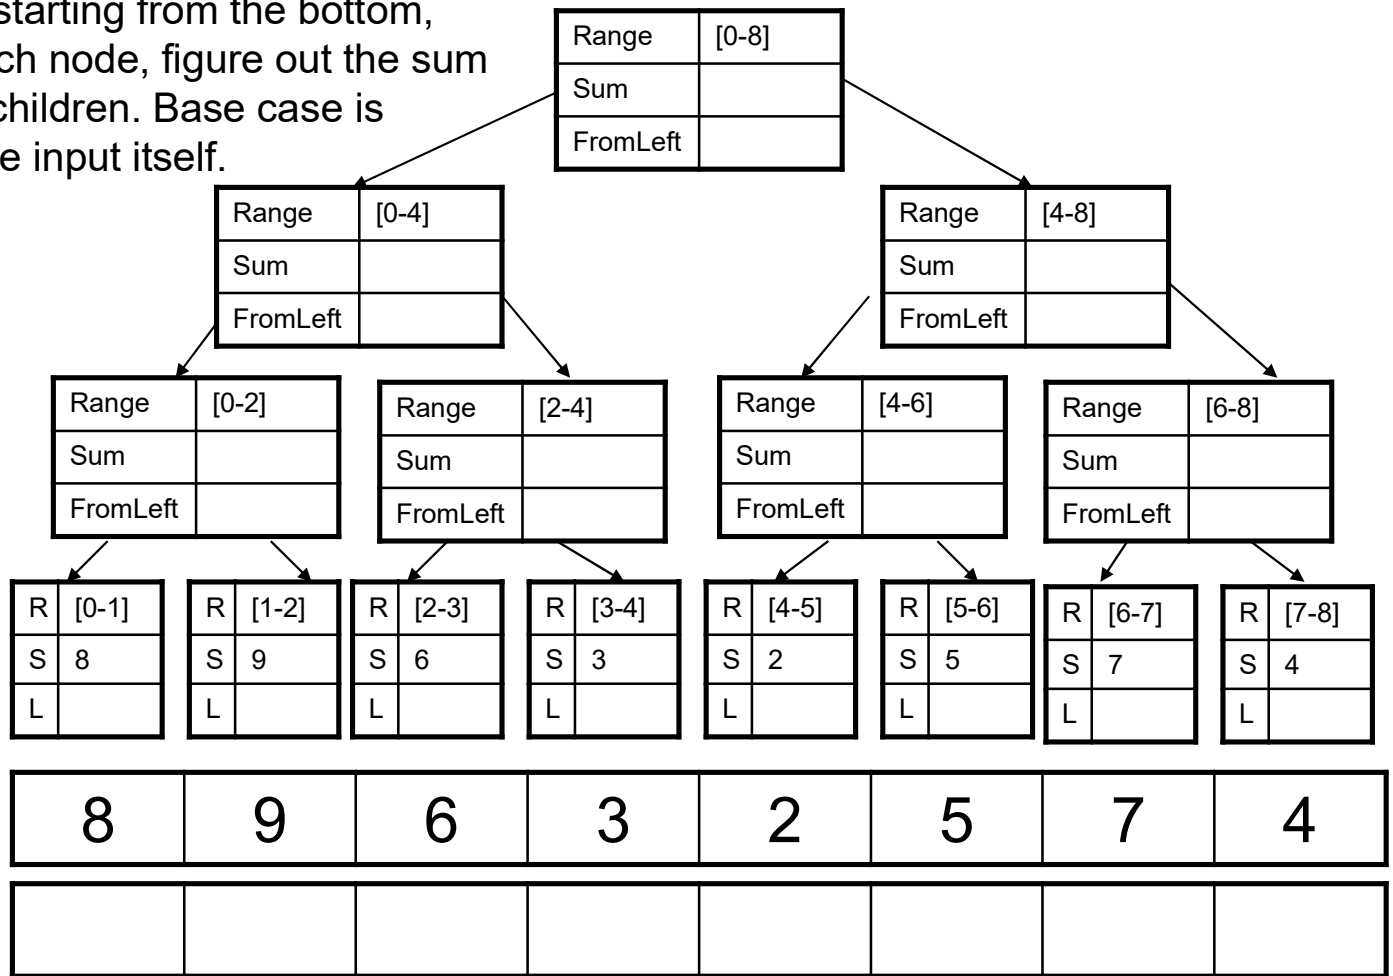 starting from the bottom,
ch node, figure out the sum
children. Base case is
e input itself.
Range [0-8]
Sum
FromLeft
Range [0-4]
Sum
FromLeft
Range [4-8]
Sum
FromLeft
Range [0-2]
Sum
FromLeft
Range [2-4]
Sum
FromLeft
Range [4-6]
Sum
FromLeft
Range [6-8]
Sum
FromLeft
R [0-1]
S 8
L
R [1-2]
S 9
L
R [2-3]
S 6
L
R [3-4]
S 3
L
R [4-5]
S 2
L
R [5-6]
S 5
L
R [6-7]
S 7
L
R [7-8]
S 4
L
8 9 6 3 2 5 7 4